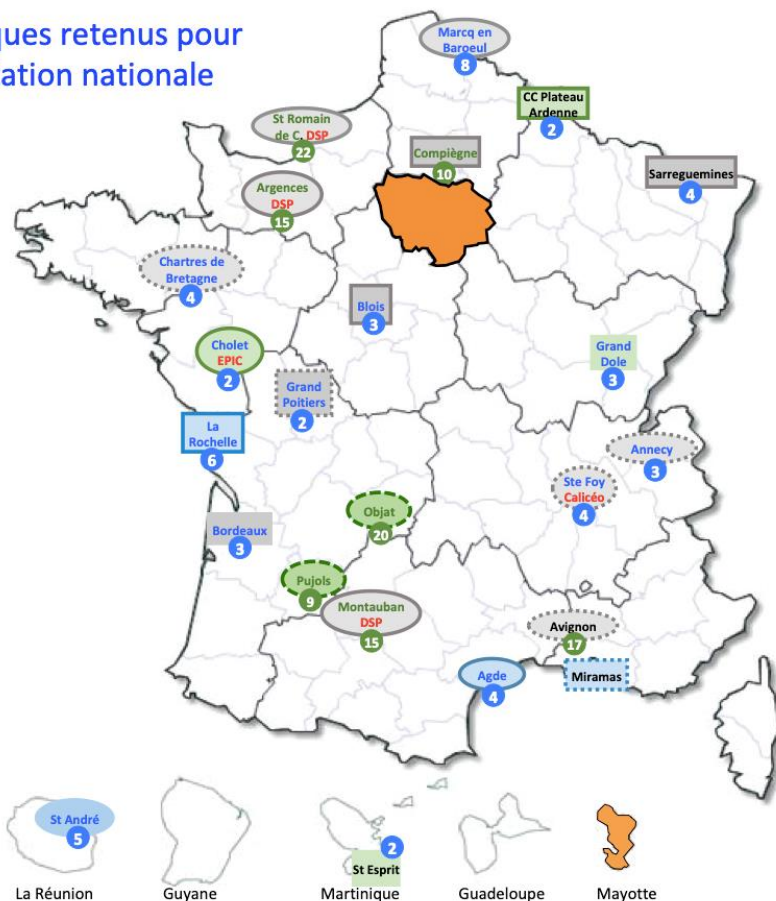 ques retenus pour
ation nationale
Marcq en
Baroeul
8
CC Plateau
Ardenne
2
St Romain
de C. DSP
22
Compiègne
10
Sarreguemines
4
Argences
DSP
15
Chartres de
Bretagne
4
Blois
3
Cholet
EPIC
2
Grand
Dole
3
Grand
Poitiers
2
La
Rochelle
6
Annecy
3
Ste Foy
Calicéo
4
Objat
20
Bordeaux
3
Pujols
9
Montauban
DSP
15
Avignon
17
Agde
4
Miramas
St André
5
2
St Esprit
La Réunion
Guyane
Martinique
Guadeloupe
Mayotte